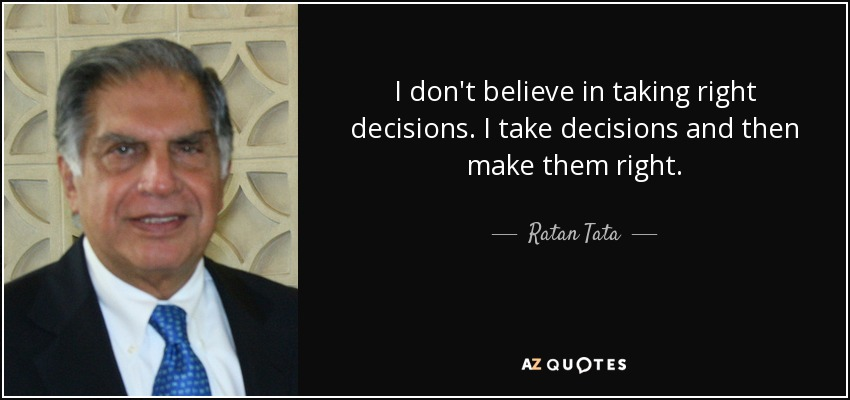 I don't believe in taking right
decisions. I take decisions and then
make them right.
Ratan Tata
AZ QUOTES